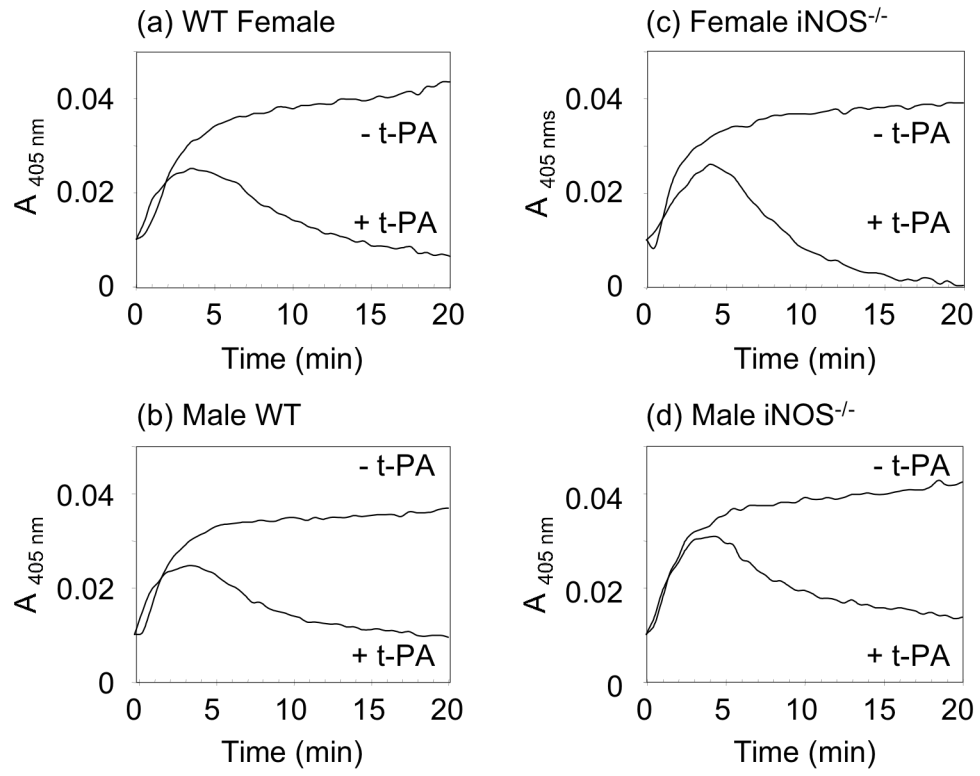 (a) WT Female
A 405 nm
0.04
0.02
0
- t-PA
+ t-PA
0 5 10 15 20
Time (min)
(c) Female iNOS-/-
A 405 nms
0.04
0.02
0
- t-PA
+ t-PA
0 5 10 15 20
Time (min)
(b) Male WT
A 405 nm
0.04
0.02
0
- t-PA
+ t-PA
0 5 10 15 20
Time (min)
(d) Male iNOS-/-
A 405 nm
0.04
0.02
0
- t-PA
+ t-PA
0 5 10 15 20
Time (min)